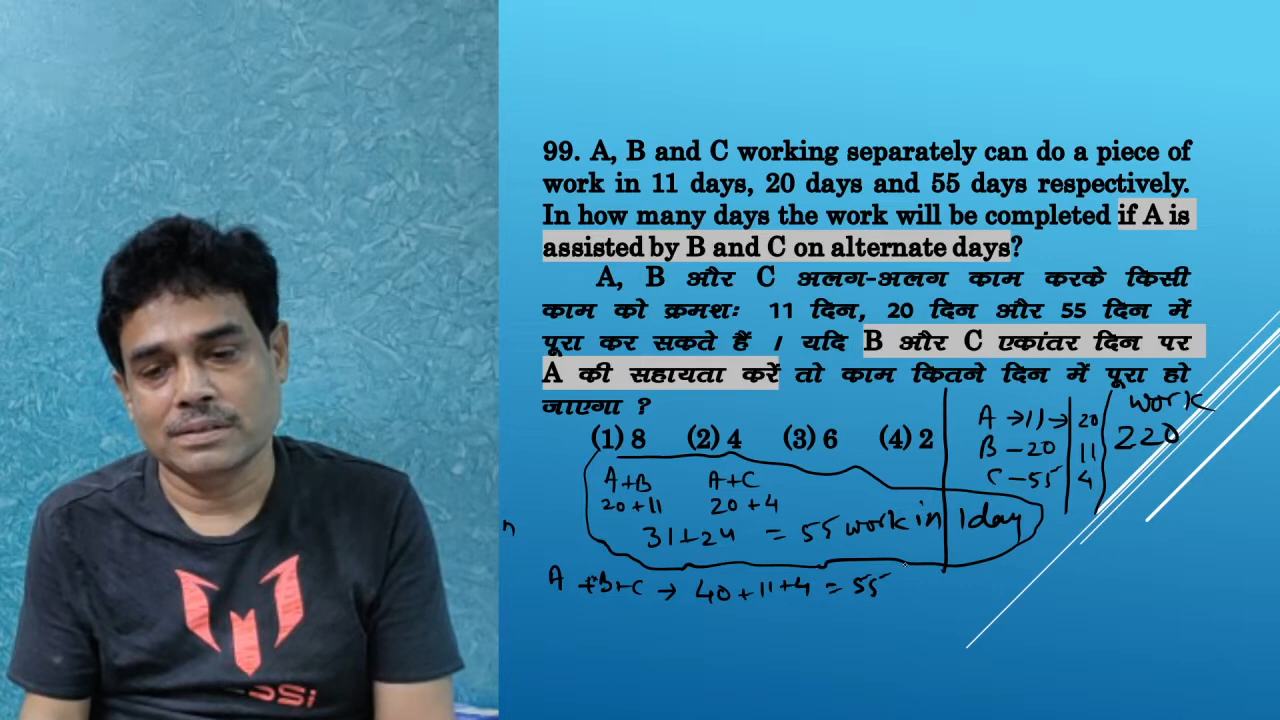 99. A, B and C working separately can do a piece of
work in 11 days, 20 days and 55 days respectively.
In how many days the work will be completed if A is
assisted by B and C on alternate days?
A, B और C अलग-अलग काम करके किसी
काम को क्रमशः 11 दिन, 20 दिन और 55 दिन में
पूरा कर सकते हैं । यदि B और C एकांतर दिन पर
A की सहायता करें तो काम कितने दिन में पूरा हो
जाएगा ?
(1) 8 (2) 4 (3) 6 (4) 2
work
220
A → 11 → 20
B - 20 11
C - 55 4
A+B A+C
20+11 20+4
31+24 = 55 work in 1 day
n
A +B+C → 40+11+4 = 55
SSi